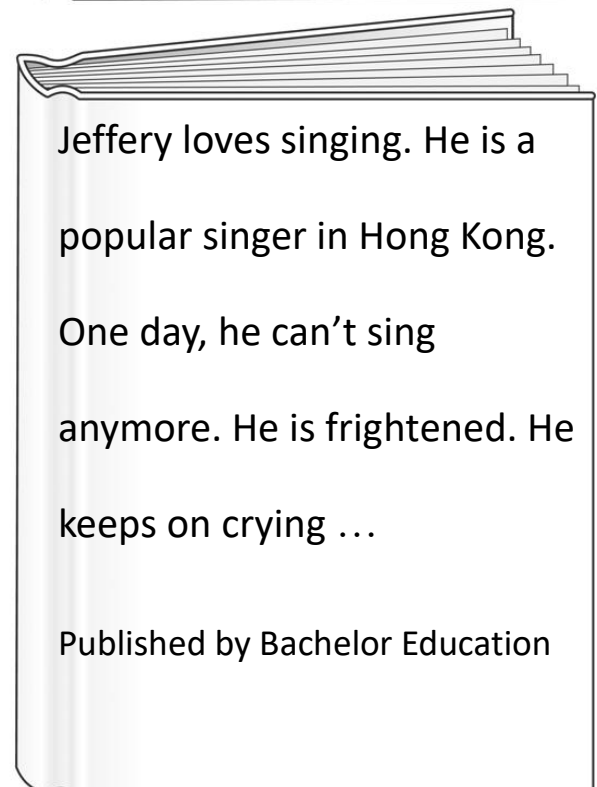 Jeffery loves singing. He is a
popular singer in Hong Kong.
One day, he can’t sing
anymore. He is frightened. He
keeps on crying …
Published by Bachelor Education